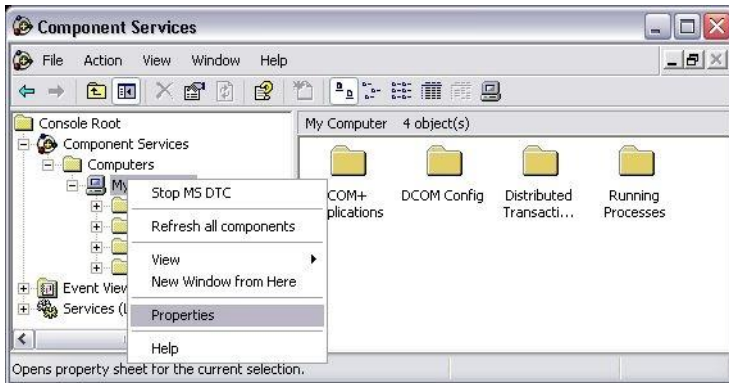 Component Services
File Action View Window Help
Console Root
Component Services
Computers
My
Event View
Services (L
My Computer 4 object(s)
COM+
plications
DCOM Config
Distributed
Transacti...
Running
Processes
Stop MS DTC
Refresh all components
View
New Window from Here
Properties
Help
Opens property sheet for the current selection.